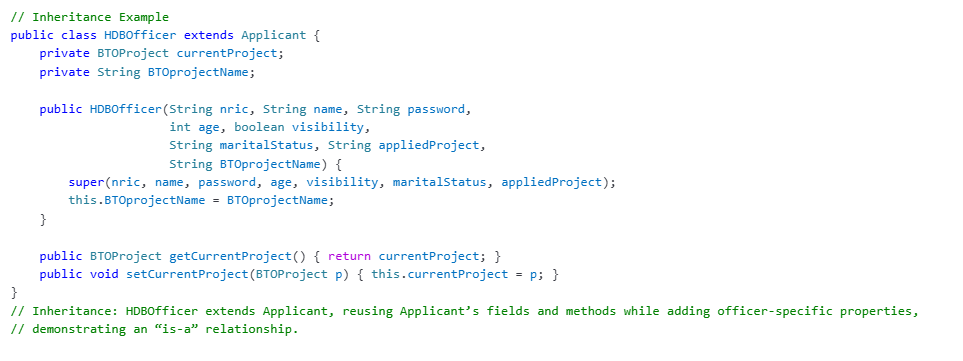 // Inheritance Example
public class HDBOfficer extends Applicant {
    private BTOProject currentProject;
    private String BTOprojectName;

    public HDBOfficer(String nric, String name, String password,
                      int age, boolean visibility,
                      String maritalStatus, String appliedProject,
                      String BTOprojectName) {
        super(nric, name, password, age, visibility, maritalStatus, appliedProject);
        this.BTOprojectName = BTOprojectName;
    }

    public BTOProject getCurrentProject() { return currentProject; }
    public void setCurrentProject(BTOProject p) { this.currentProject = p; }
}
// Inheritance: HDBOfficer extends Applicant, reusing Applicant’s fields and methods while adding officer-specific properties,
// demonstrating an “is-a” relationship.